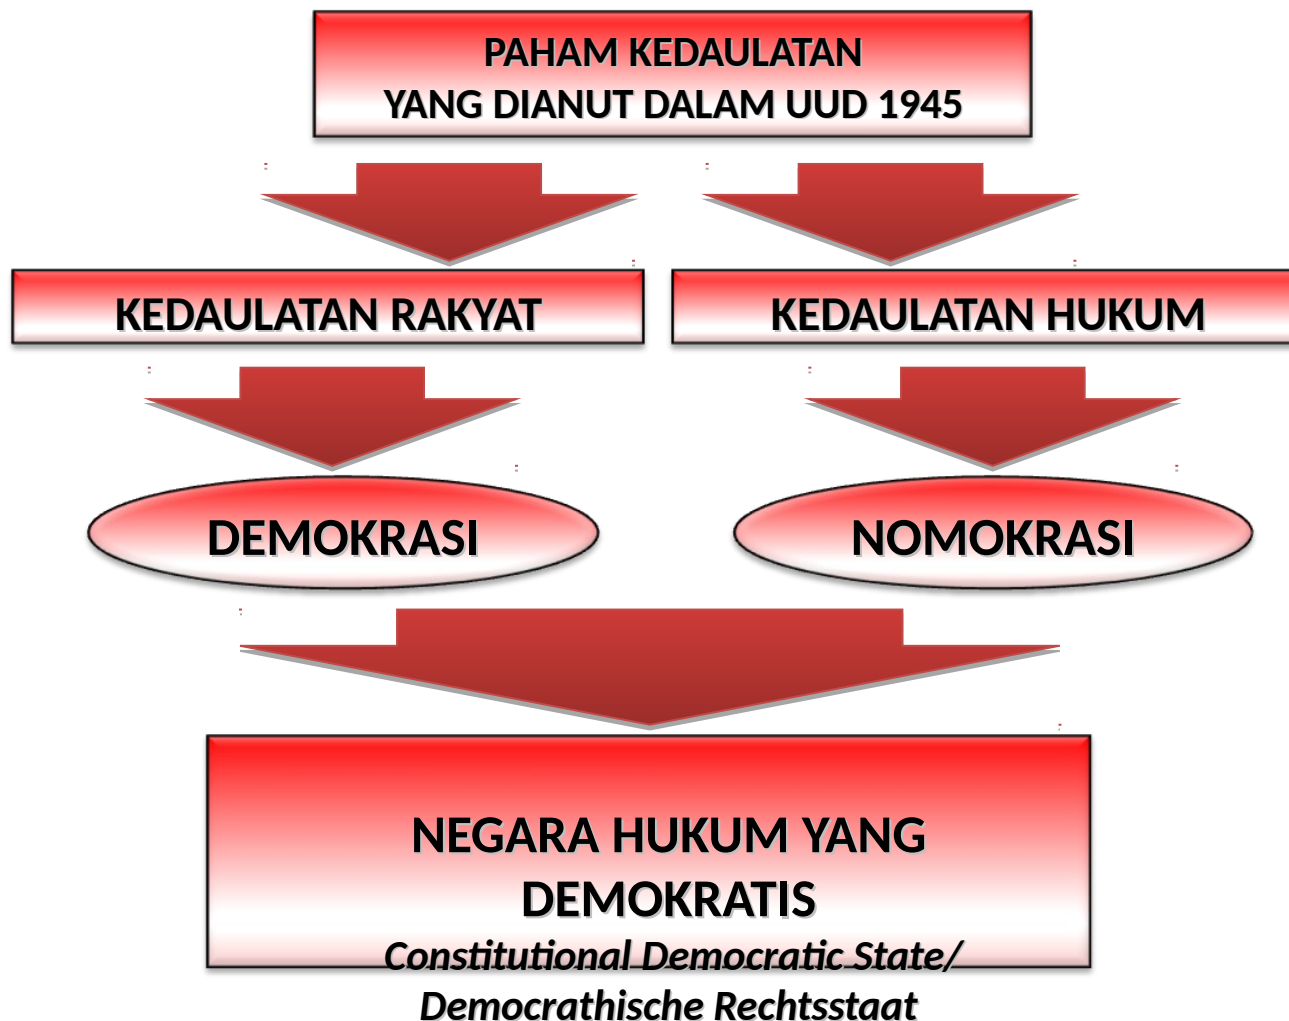 PAHAM KEDAULATAN
YANG DIANUT DALAM UUD 1945
KEDAULATAN RAKYAT
KEDAULATAN HUKUM
DEMOKRASI
NOMOKRASI
NEGARA HUKUM YANG
DEMOKRATIS
Constitutional Democratic State/
Democrathische Rechtsstaat